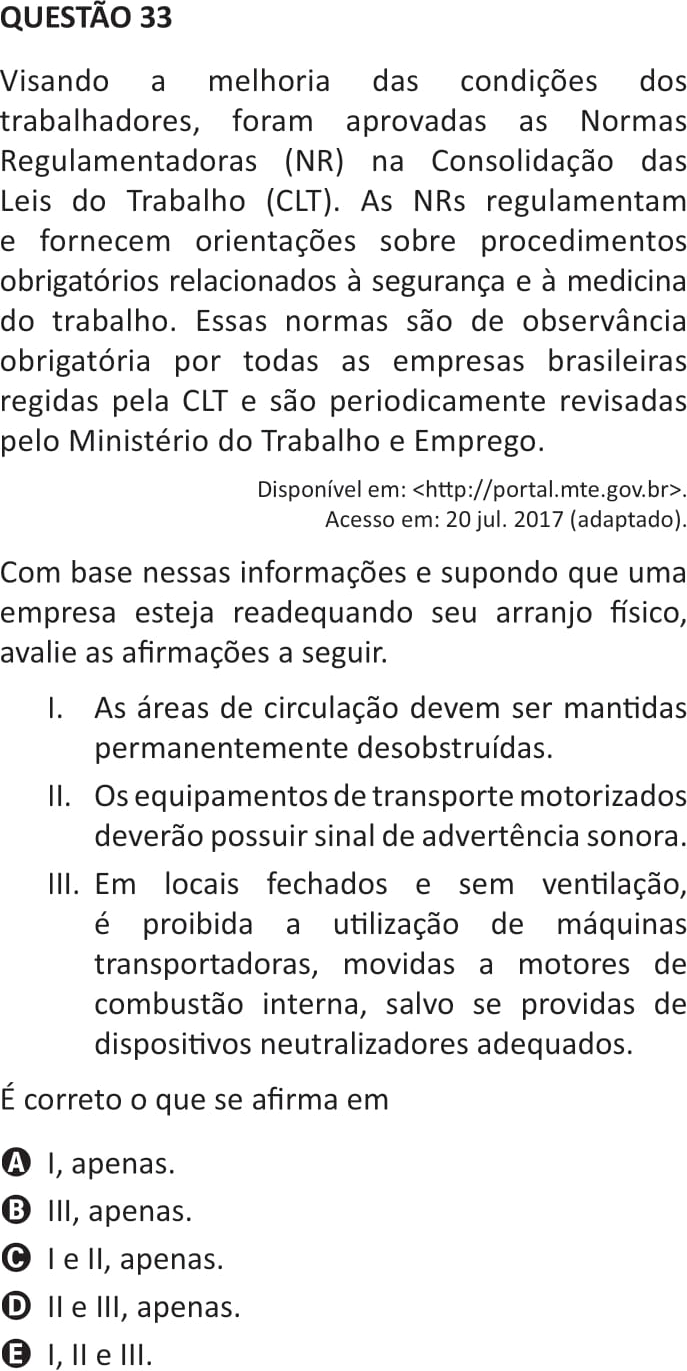 QUESTÃO 33
Visando a melhoria das condições dos
trabalhadores, foram aprovadas as Normas
Regulamentadoras (NR) na Consolidação das
Leis do Trabalho (CLT). As NRs regulamentam
e fornecem orientações sobre procedimentos
obrigatórios relacionados à segurança e à medicina
do trabalho. Essas normas são de observância
obrigatória por todas as empresas brasileiras
regidas pela CLT e são periodicamente revisadas
pelo Ministério do Trabalho e Emprego.
Disponível em: <http://portal.mte.gov.br>.
Acesso em: 20 jul. 2017 (adaptado).
Com base nessas informações e supondo que uma
empresa esteja readequando seu arranjo físico,
avalie as afirmações a seguir.
I. As áreas de circulação devem ser mantidas
permanentemente desobstruídas.
II. Os equipamentos de transporte motorizados
deverão possuir sinal de advertência sonora.
III. Em locais fechados e sem ventilação,
é proibida a utilização de máquinas
transportadoras, movidas a motores de
combustão interna, salvo se providas de
dispositivos neutralizadores adequados.
É correto o que se afirma em
A I, apenas.
B III, apenas.
C I e II, apenas.
D II e III, apenas.
E I, II e III.